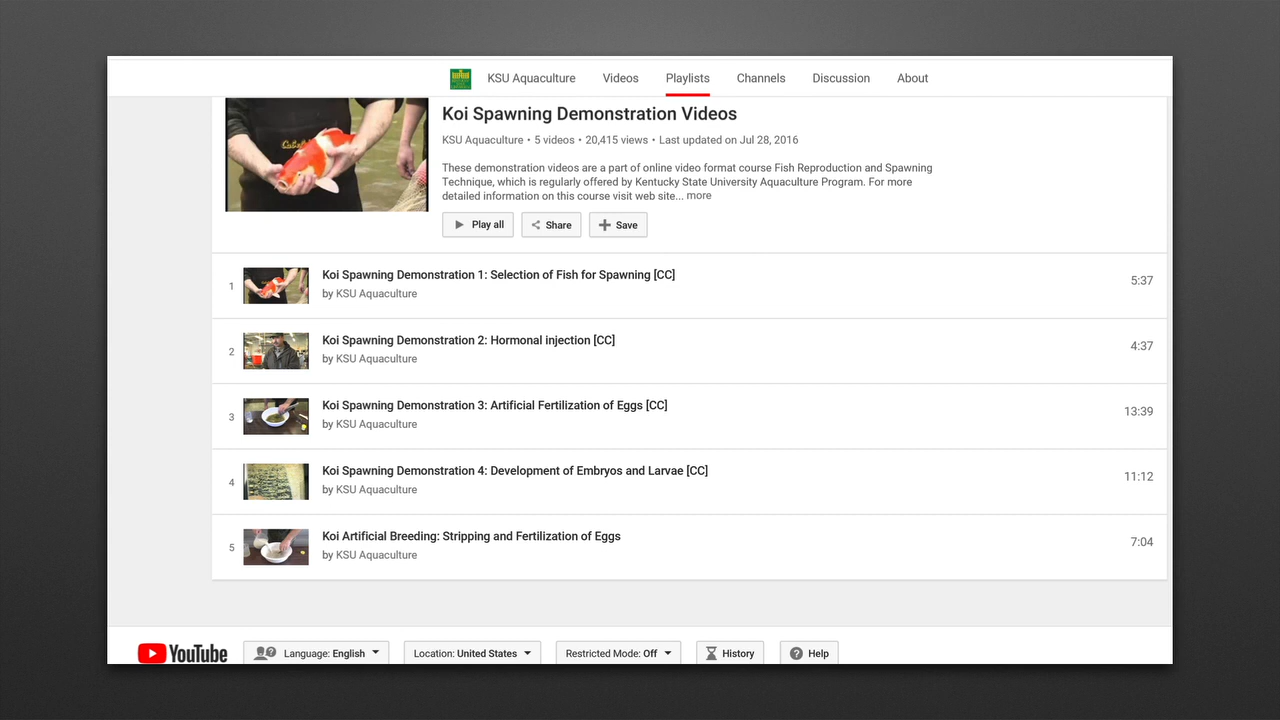 KSU Aquaculture Videos Playlists Channels Discussion About
Koi Spawning Demonstration Videos
KSU Aquaculture • 5 videos • 20,415 views • Last updated on Jul 28, 2016
These demonstration videos are a part of online video format course Fish Reproduction and Spawning
Technique, which is regularly offered by Kentucky State University Aquaculture Program. For more
detailed information on this course visit web site... more
Play all Share Save
1 Koi Spawning Demonstration 1: Selection of Fish for Spawning [CC] 5:37
by KSU Aquaculture
2 Koi Spawning Demonstration 2: Hormonal injection [CC] 4:37
by KSU Aquaculture
3 Koi Spawning Demonstration 3: Artificial Fertilization of Eggs [CC] 13:39
by KSU Aquaculture
4 Koi Spawning Demonstration 4: Development of Embryos and Larvae [CC] 11:12
by KSU Aquaculture
5 Koi Artificial Breeding: Stripping and Fertilization of Eggs 7:04
by KSU Aquaculture
YouTube Language: English Location: United States Restricted Mode: Off History Help